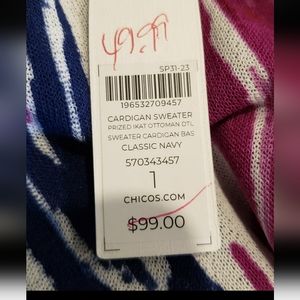 49.99
SP31-23
196532709457
CARDIGAN SWEATER
PRIZED IKAT OTTOMAN DTL
SWEATER CARDIGAN BAS
CLASSIC NAVY
570343457
1
CHICOS.COM
$99.00